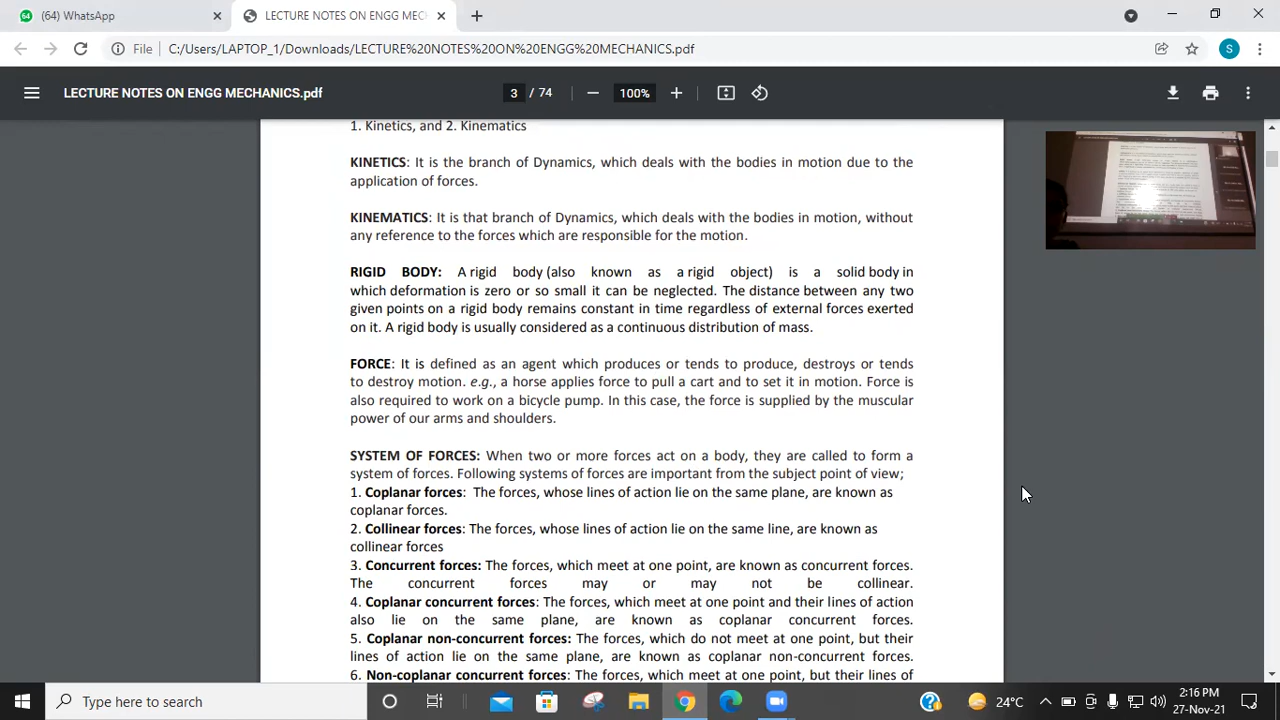 64
(64) WhatsApp
LECTURE NOTES ON ENGG MEC
File
C:/Users/LAPTOP_1/Downloads/LECTURE%20NOTES%20ON%20ENGG%20MECHANICS.pdf
S
LECTURE NOTES ON ENGG MECHANICS.pdf
3 / 74
100%
1. Kinetics, and 2. Kinematics
KINETICS: It is the branch of Dynamics, which deals with the bodies in motion due to the
application of forces.
KINEMATICS: It is that branch of Dynamics, which deals with the bodies in motion, without
any reference to the forces which are responsible for the motion.
RIGID BODY: A rigid body (also known as a rigid object) is a solid body in
which deformation is zero or so small it can be neglected. The distance between any two
given points on a rigid body remains constant in time regardless of external forces exerted
on it. A rigid body is usually considered as a continuous distribution of mass.
FORCE: It is defined as an agent which produces or tends to produce, destroys or tends
to destroy motion. e.g., a horse applies force to pull a cart and to set it in motion. Force is
also required to work on a bicycle pump. In this case, the force is supplied by the muscular
power of our arms and shoulders.
SYSTEM OF FORCES: When two or more forces act on a body, they are called to form a
system of forces. Following systems of forces are important from the subject point of view;
1. Coplanar forces: The forces, whose lines of action lie on the same plane, are known as
coplanar forces.
2. Collinear forces: The forces, whose lines of action lie on the same line, are known as
collinear forces
3. Concurrent forces: The forces, which meet at one point, are known as concurrent forces.
The concurrent forces may or may not be collinear.
4. Coplanar concurrent forces: The forces, which meet at one point and their lines of action
also lie on the same plane, are known as coplanar concurrent forces.
5. Coplanar non-concurrent forces: The forces, which do not meet at one point, but their
lines of action lie on the same plane, are known as coplanar non-concurrent forces.
6. Non-coplanar concurrent forces: The forces, which meet at one point, but their lines of
Type here to search
24°C
2:16 PM
27-Nov-21